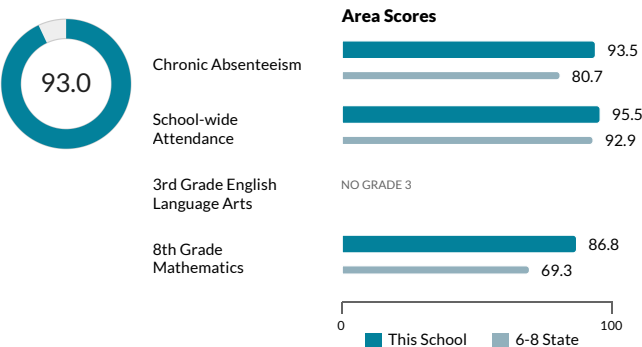 Area Scores
93.0
Chronic Absenteeism
93.5
80.7
School-wide
Attendance
95.5
92.9
3rd Grade English
Language Arts
NO GRADE 3
8th Grade
Mathematics
86.8
69.3
0
100
This School
6-8 State